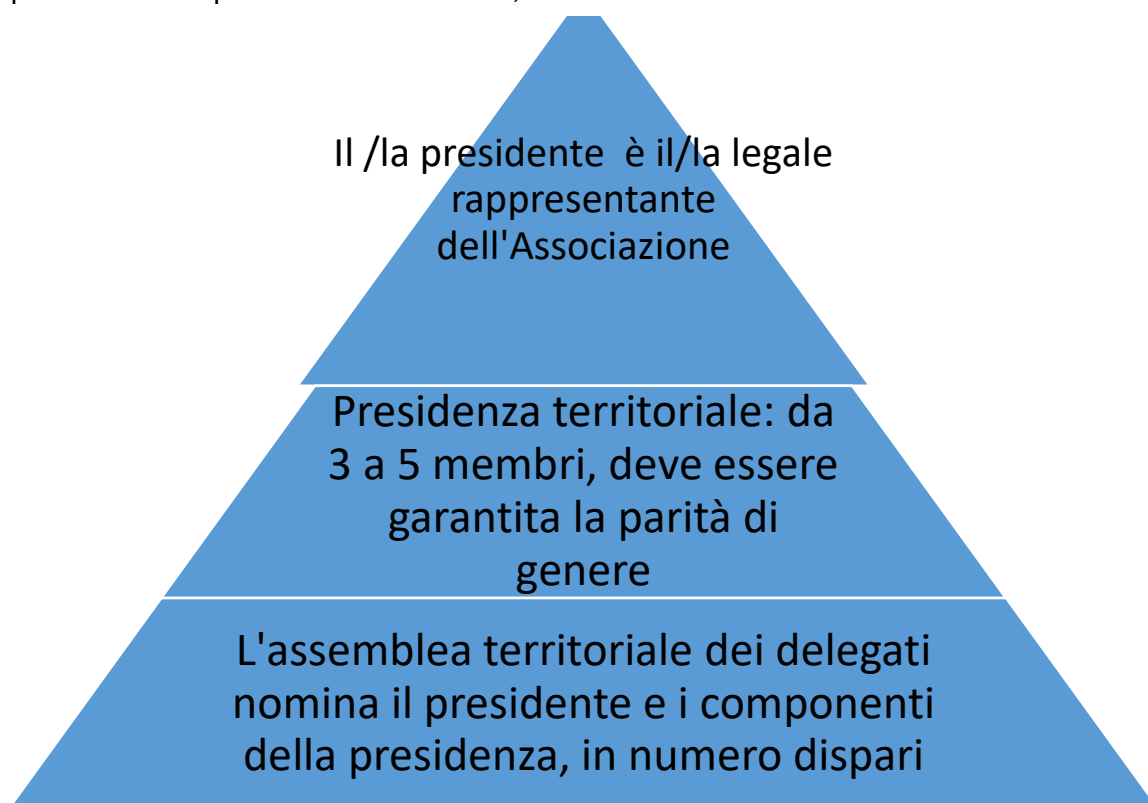 Il /la presidente  è il/la legale
rappresentante
dell'Associazione
Presidenza territoriale: da
3 a 5 membri, deve essere
garantita la parità di
genere
L'assemblea territoriale dei delegati
nomina il presidente e i componenti
della presidenza, in numero dispari